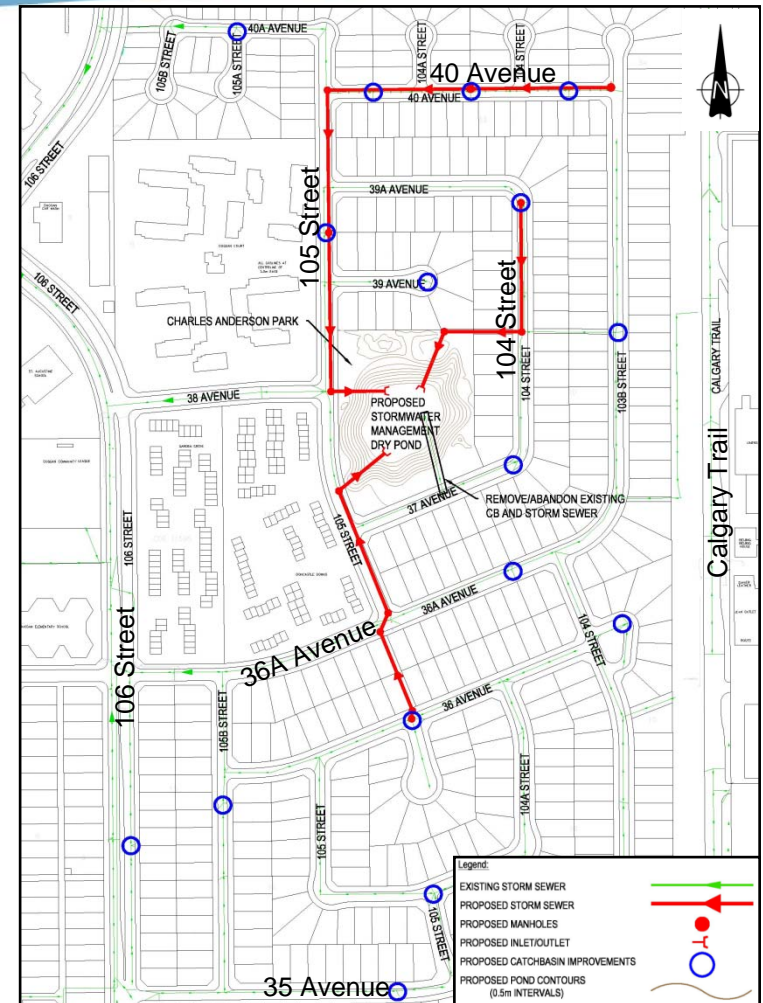 40A AVENUE
105B STREET
105A STREET
104A STREET
STREET
40 Avenue
40 AVENUE
N
106 STREET
39A AVENUE
105 Street
104 Street
39 AVENUE
CHARLES ANDERSON PARK
106 STREET
CALGARY TRAIL
38 AVENUE
104 STREET
103B STREET
PROPOSED
STORMWATER
MANAGEMENT
DRY POND
Calgary Trail
37 AVENUE
REMOVE/ABANDON EXISTING
CB AND STORM SEWER
105 STREET
106 STREET
36A AVENUE
36A Avenue
104 STREET
106 Street
105B STREET
36 AVENUE
105 STREET
104A STREET
105 STREET
35 Avenue
Legend:
EXISTING STORM SEWER
PROPOSED STORM SEWER
PROPOSED MANHOLES
PROPOSED INLET/OUTLET
PROPOSED CATCHBASIN IMPROVEMENTS
PROPOSED POND CONTOURS
(0.5m INTERVALS)